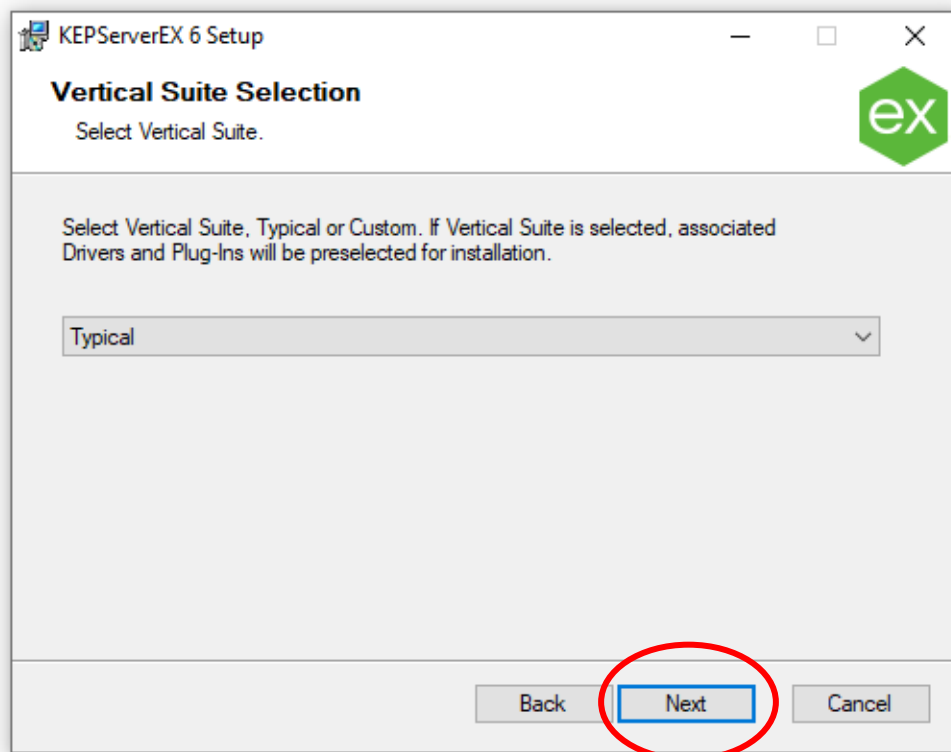 KEPServerEX 6 Setup
Vertical Suite Selection
Select Vertical Suite.
ex
Select Vertical Suite, Typical or Custom. If Vertical Suite is selected, associated
Drivers and Plug-Ins will be preselected for installation.
Typical
Back Next Cancel